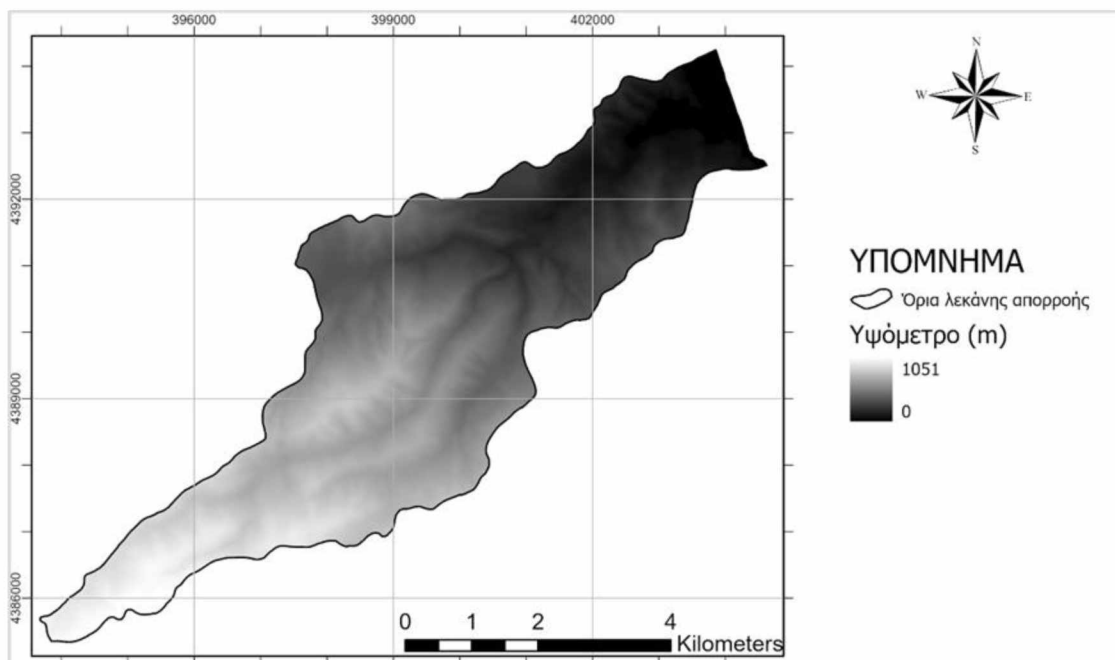 396000 399000 402000
N
W E
S
4392000
4389000
4386000
ΥΠΟΜΝΗΜΑ
Όρια λεκάνης απορροής
Υψόμετρο (m)
1051
0
0 1 2 4
Kilometers